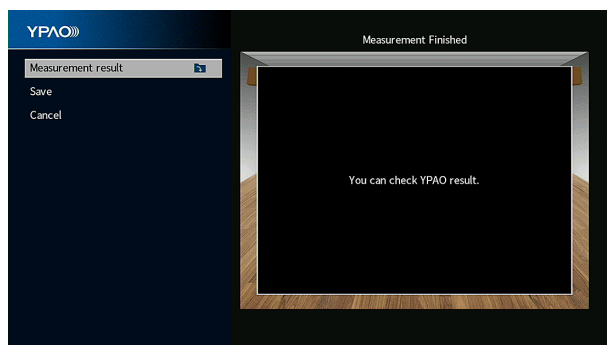 YPAO
Measurement Finished
Measurement result
Save
Cancel
You can check YPAO result.